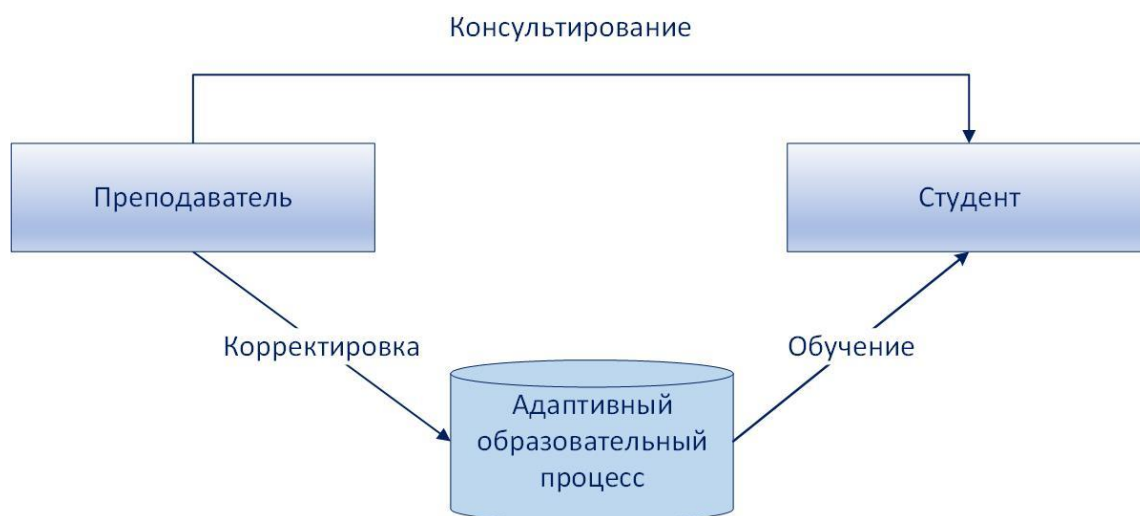 Консультирование
Преподаватель
Студент
Корректировка
Обучение
Адаптивный
образовательный
процесс